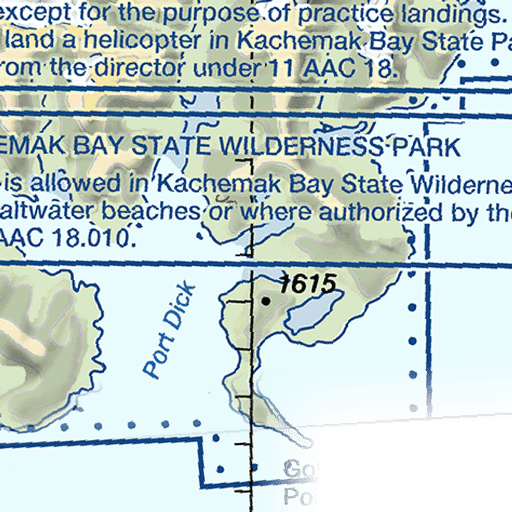 except for the purpose of practice landings.
land a helicopter in Kachemak Bay State
from the director under 11 AAC 18.
EMAK BAY STATE WILDERNESS PARK
is allowed in Kachemak Bay State Wilderne
altwater beaches or where authorized by the
AAC 18.010.
1615
Port Dick
Po